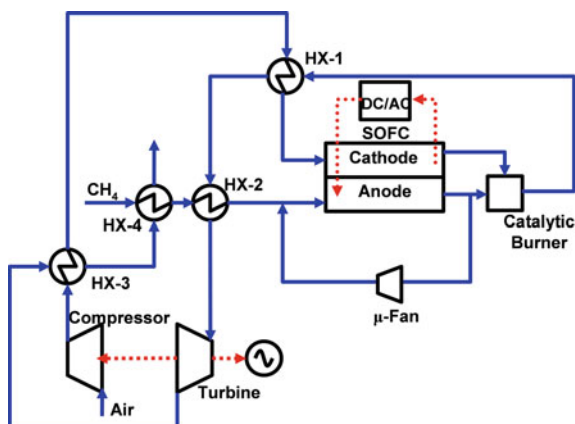 HX-1
DC/AC
SOFC
Cathode
Anode
CH4
HX-2
HX-4
Catalytic
Burner
HX-3
μ-Fan
Compressor
Turbine
Air